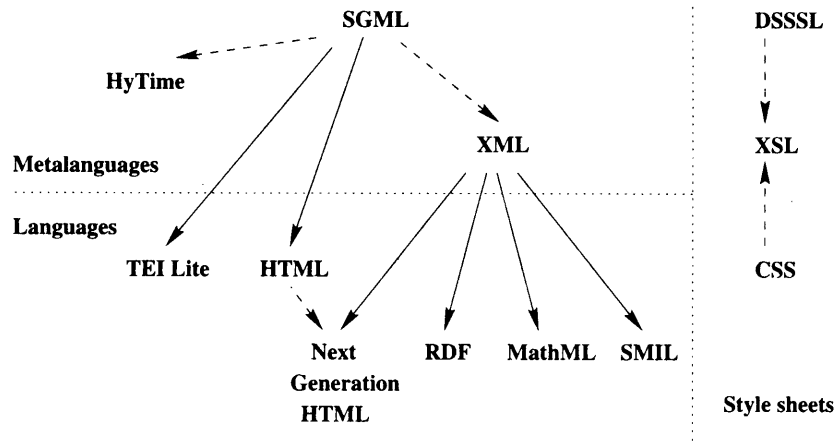 SGML
DSSSL
HyTime
XML
XSL
Metalanguages
Languages
TEI Lite
HTML
CSS
Next
Generation
HTML
RDF
MathML
SMIL
Style sheets